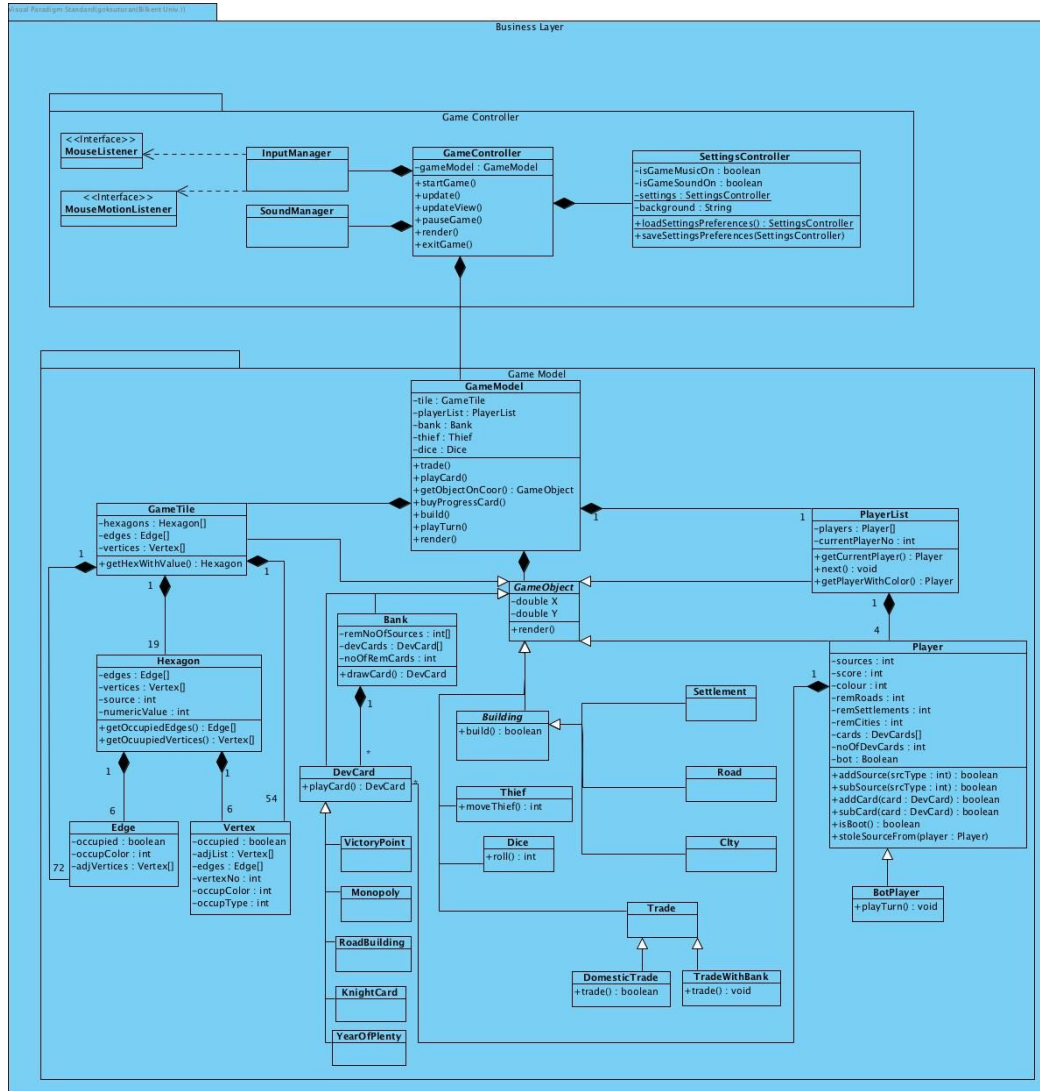 Visual Paradigm Standard(gnksuturan(Bilkent Univ.))
Business Layer
Game Controller
<<Interface>>
MouseListener
<<Interface>>
MouseMotionListener
InputManager
SoundManager
GameController
-gameModel : GameModel
+startGame()
+update()
+updateView()
+pauseGame()
+render()
+exitGame()
SettingsController
-isGameMusicOn : boolean
-isGameSoundOn : boolean
-settings : SettingsController
-background : String
+loadSettingsPreferences() : SettingsController
+saveSettingsPreferences(SettingsController)
Game Model
GameModel
-tile : GameTile
-playerList : PlayerList
-bank : Bank
-thief : Thief
-dice : Dice
+trade()
+playCard()
+getObjectOnCoor() : GameObject
+buyProgressCard()
+build()
+playTurn()
+render()
GameTile
-hexagons : Hexagon[]
-edges : Edge[]
-vertices : Vertex[]
+getHexWithValue() : Hexagon
1
1
1
19
1
1
PlayerList
-players : Player[]
-currentPlayerNo : int
+getCurrentPlayer() : Player
+next() : void
+getPlayerWithColor() : Player
1
4
GameObject
-double X
-double Y
+render()
Bank
-remNoOfSources : int[]
-devCards : DevCard[]
-noOfRemCards : int
+drawCard() : DevCard
1
*
Hexagon
-edges : Edge[]
-vertices : Vertex[]
-source : int
-numericValue : int
+getOccupiedEdges() : Edge[]
+getOcuupiedVertices() : Vertex[]
1
1
6
6
54
72
Edge
-occupied : boolean
-occupColor : int
-adjVertices : Vertex[]
Vertex
-occupied : boolean
-adjList : Vertex[]
-edges : Edge[]
-vertexNo : int
-occupColor : int
-occupType : int
DevCard
+playCard() : DevCard
*
VictoryPoint
Monopoly
RoadBuilding
KnightCard
YearOfPlenty
Building
+build() : boolean
Thief
+moveThief() : int
Dice
+roll() : int
Settlement
Road
CIty
Trade
DomesticTrade
+trade() : boolean
TradeWithBank
+trade() : void
1
Player
-sources : int
-score : int
-colour : int
-remRoads : int
-remSettlements : int
-remCities : int
-cards : DevCards[]
-noOfDevCards : int
-bot : Boolean
+addSource(srcType : int) : boolean
+subSource(srcType : int) : boolean
+addCard(card : DevCard) : boolean
+subCard(card : DevCard) : boolean
+isBoot() : boolean
+stoleSourceFrom(player : Player)
BotPlayer
+playTurn() : void